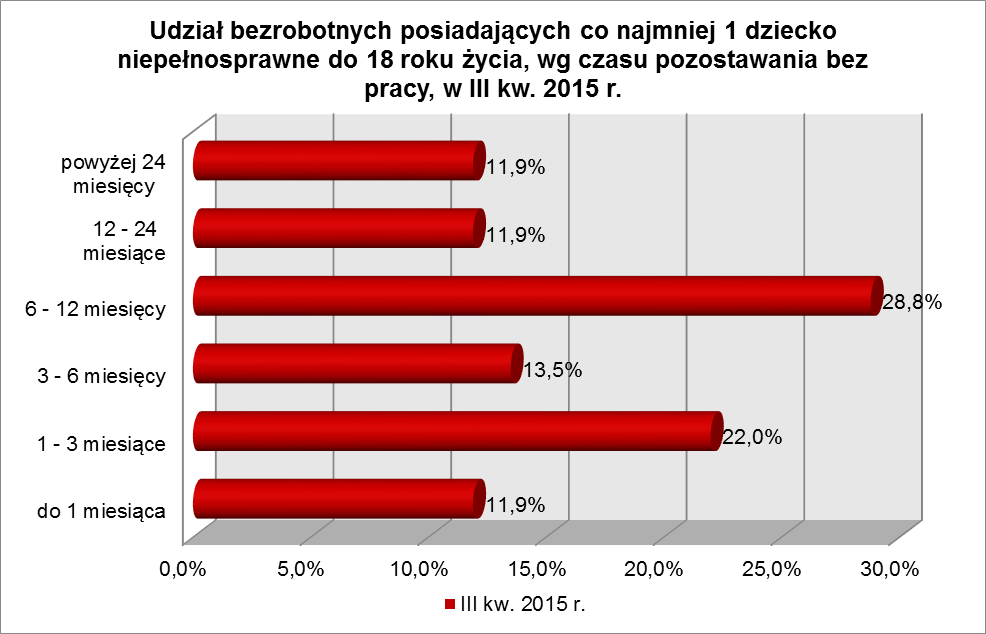 Udział bezrobotnych posiadających co najmniej 1 dziecko
niepełnosprawne do 18 roku życia, wg czasu pozostawania bez
pracy, w III kw. 2015 r.
powyżej 24
miesięcy
11,9%
12 - 24
miesiące
11,9%
6 - 12 miesięcy
28,8%
3 - 6 miesięcy
13,5%
1 - 3 miesiące
22,0%
do 1 miesiąca
11,9%
0,0% 5,0% 10,0% 15,0% 20,0% 25,0% 30,0%
III kw. 2015 r.